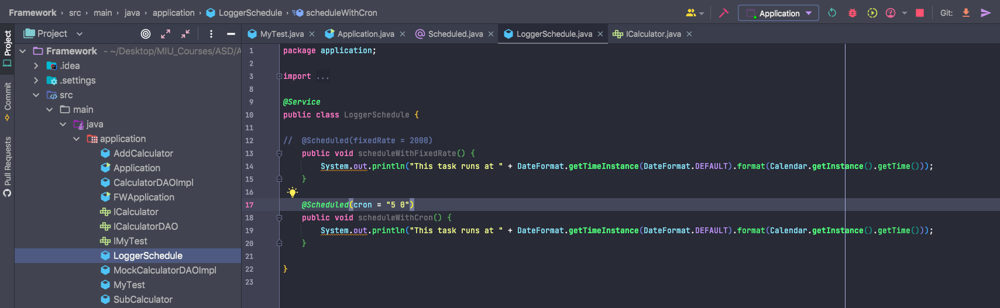 Framework › src › main › java › application › LoggerSchedule › scheduleWithCron
Application
Git:
Project
MyTest.java × Application.java × Scheduled.java × LoggerSchedule.java × ICalculator.java ×
Project
Commit
Pull Requests
Framework - ~/Desktop/MIU_Courses/ASD/A
.idea
.settings
src
main
java
application
AddCalculator
Application
CalculatorDAOImpl
FWApplication
ICalculator
ICalculatorDAO
IMyTest
LoggerSchedule
MockCalculatorDAOImpl
MyTest
SubCalculator
1 package application;
2
3 import ...
8
9 @Service
10 public class LoggerSchedule {
11
12 // @Scheduled(fixedRate = 2000)
13 public void scheduleWithFixedRate() {
14 System.out.println("This task runs at " + DateFormat.getTimeInstance(DateFormat.DEFAULT).format(Calendar.getInstance().getTime()));
15 }
16
17 @Scheduled(cron = "5 0")
18 public void scheduleWithCron() {
19 System.out.println("This task runs at " + DateFormat.getTimeInstance(DateFormat.DEFAULT).format(Calendar.getInstance().getTime()));
20 }
21
22 }
23